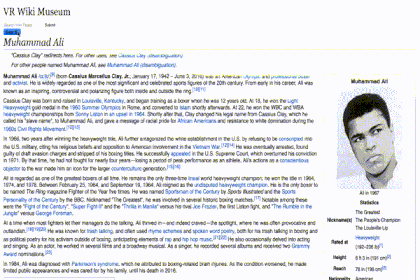 VR Wiki Museum
Muhammad Ali
"Cassius Clay" redirects here. For other uses, see Cassius Clay (disambiguation).
For other people named Muhammad Ali, see Muhammad Ali (disambiguation).
Muhammad Ali (born Cassius Marcellus Clay, Jr.; January 17, 1942 – June 3, 2016) was an American Olympic and professional boxer
and activist. He is widely regarded as one of the most significant and celebrated sports figures of the 20th century. From early in his career, Ali was
known as an inspiring, controversial and polarizing figure both inside and outside the ring.
Cassius Clay was born and raised in Louisville, Kentucky, and began training as a boxer when he was 12 years old. At 18, he won the Light
Heavyweight gold medal in the 1960 Summer Olympics in Rome, and converted to Islam shortly afterwards. At 22, he won the WBC and WBA
heavyweight championships from Sonny Liston in an upset in 1964. Shortly after that, Clay changed his legal name from Cassius Clay, which he
called his "slave name", to Muhammad Ali, and gave a message of racial pride for African Americans and resistance to white domination during the
1960s Civil Rights Movement.
In 1966, two years after winning the heavyweight title, Ali further antagonized the white establishment in the U.S. by refusing to be conscripted into
the U.S. military, citing his religious beliefs and opposition to American involvement in the Vietnam War. He was eventually arrested, found
guilty of draft evasion charges and stripped of his boxing titles. He successfully appealed in the U.S. Supreme Court, which overturned his conviction
in 1971. By that time, he had not fought for nearly four years—losing a period of peak performance as an athlete. Ali's actions as a conscientious
objector to the war made him an icon for the larger counterculture generation.
Ali is regarded as one of the greatest boxers of all time. He remains the only three-time lineal world heavyweight champion, he won the title in 1964,
1974, and 1978. Between February 25, 1964, and September 19, 1964, Ali reigned as the undisputed heavyweight champion. He is the only boxer to
be named The Ring magazine Fighter of the Year five times. He was named Sportsman of the Century by Sports Illustrated and the Sports
Personality of the Century by the BBC. Nicknamed "The Greatest", he was involved in several historic boxing matches. Notable among these
were the "Fight of the Century", "Super Fight II" and the "Thrilla in Manila" versus his rival Joe Frazier, the first Liston fight, and "The Rumble in the
Jungle" versus George Foreman.
At a time when most fighters let their managers do the talking, Ali thrived in—and indeed craved—the spotlight, where he was often provocative and
outlandish. He was known for trash talking, and often used rhyme schemes and spoken word poetry, both for his trash talking in boxing and
as political poetry for his activism outside of boxing, anticipating elements of rap and hip hop music. He also occasionally delved into acting
and singing. As an actor, he worked in several films and a broadway musical. As a singer, he recorded several albums and received two Grammy
Award nominations.
In 1984, Ali was diagnosed with Parkinson's syndrome, which he attributed to boxing-related brain injuries. As the condition worsened, he made
limited public appearances and was cared for by his family, until his death in 2016.
Muhammad Ali
Ali in 1967
Statistics
The Greatest
Nickname(s) The People's Champion
The Louisville Lip
Rated at Heavyweight
Height 6 ft 3 in (191 cm)
Reach